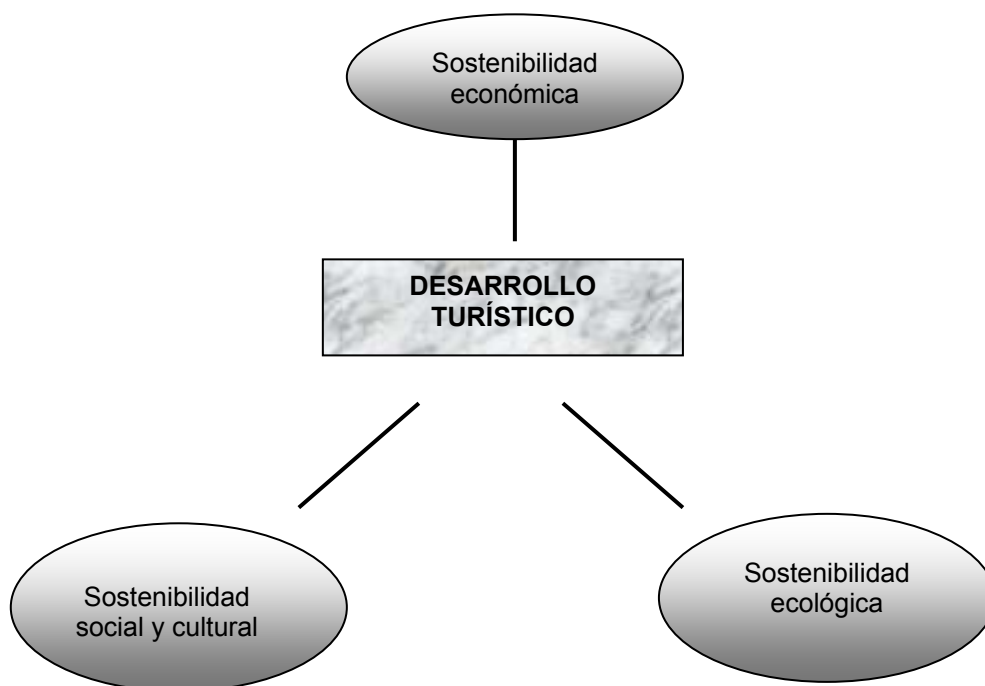 Sostenibilidad
económica
DESARROLLO
TURÍSTICO
Sostenibilidad
social y cultural
Sostenibilidad
ecológica